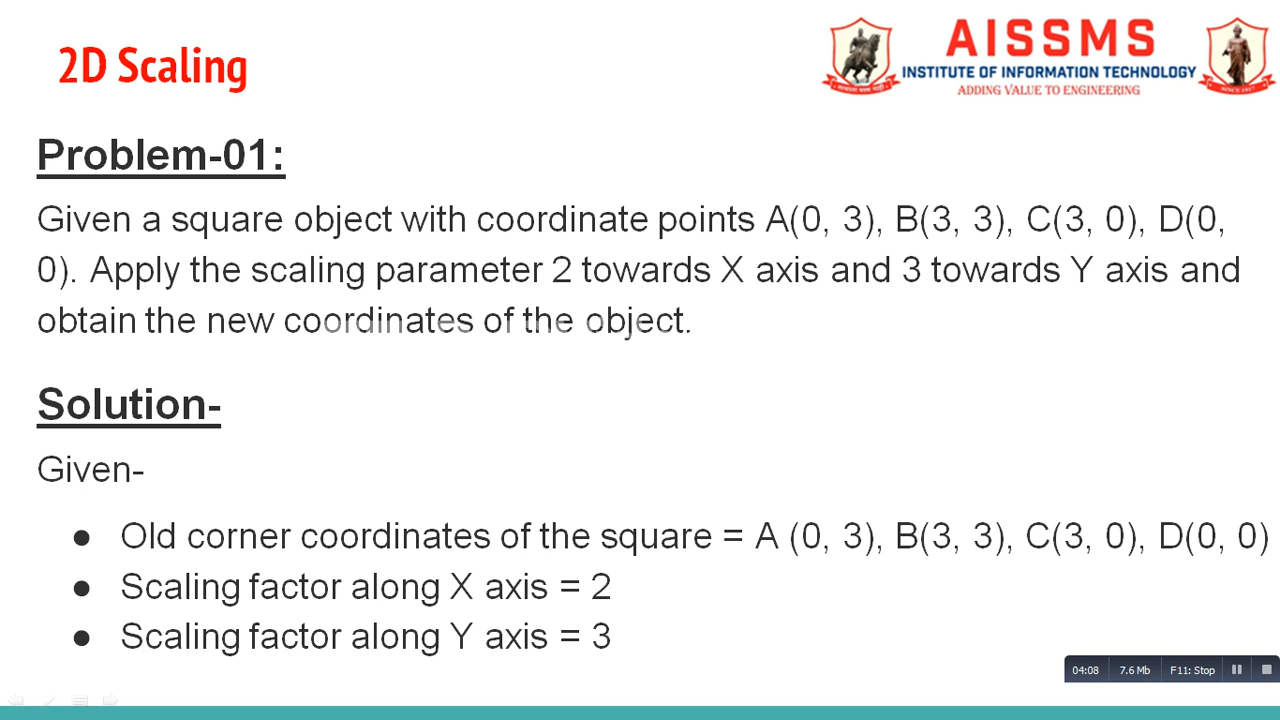 2D Scaling
AISSMS
INSTITUTE OF INFORMATION TECHNOLOGY
ADDING VALUE TO ENGINEERING
Problem-01:
Given a square object with coordinate points A(0, 3), B(3, 3), C(3, 0), D(0,
0). Apply the scaling parameter 2 towards X axis and 3 towards Y axis and
obtain the new coordinates of the object.
Solution-
Given-
● Old corner coordinates of the square = A (0, 3), B(3, 3), C(3, 0), D(0, 0)
● Scaling factor along X axis = 2
● Scaling factor along Y axis = 3
04:08 7.6 Mb F11: Stop